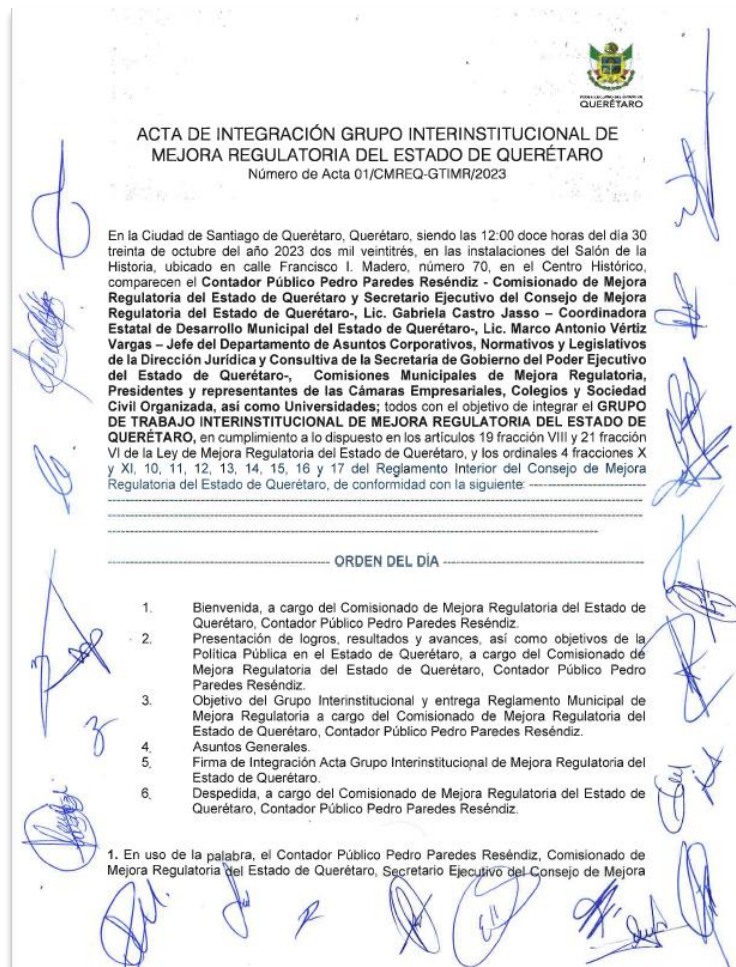 QUERÉTARO
ACTA DE INTEGRACIÓN GRUPO INTERINSTITUCIONAL DE
MEJORA REGULATORIA DEL ESTADO DE QUERÉTARO
Número de Acta 01/CMREQ-GTIMR/2023
En la Ciudad de Santiago de Querétaro, Querétaro, siendo las 12:00 doce horas del día 30
treinta de octubre del año 2023 dos mil veintitrés, en las instalaciones del Salón de la
Historia, ubicado en calle Francisco I. Madero, número 70, en el Centro Histórico,
comparecen el Contador Público Pedro Paredes Reséndiz - Comisionado de Mejora
Regulatoria del Estado de Querétaro y Secretario Ejecutivo del Consejo de Mejora
Regulatoria del Estado de Querétaro-, Lic. Gabriela Castro Jasso – Coordinadora
Estatal de Desarrollo Municipal del Estado de Querétaro-, Lic. Marco Antonio Vértiz
Vargas – Jefe del Departamento de Asuntos Corporativos, Normativos y Legislativos
de la Dirección Jurídica y Consultiva de la Secretaría de Gobierno del Poder Ejecutivo
del Estado de Querétaro-, Comisiones Municipales de Mejora Regulatoria,
Presidentes y representantes de las Cámaras Empresariales, Colegios y Sociedad
Civil Organizada, así como Universidades; todos con el objetivo de integrar el GRUPO
DE TRABAJO INTERINSTITUCIONAL DE MEJORA REGULATORIA DEL ESTADO DE
QUERÉTARO, en cumplimiento a lo dispuesto en los artículos 19 fracción VIII y 21 fracción
VI de la Ley de Mejora Regulatoria del Estado de Querétaro, y los ordinales 4 fracciones X
y XI, 10, 11, 12, 13, 14, 15, 16 y 17 del Reglamento Interior del Consejo de Mejora
Regulatoria del Estado de Querétaro, de conformidad con la siguiente:
ORDEN DEL DÍA
1. Bienvenida, a cargo del Comisionado de Mejora Regulatoria del Estado de
Querétaro, Contador Público Pedro Paredes Reséndiz.
2. Presentación de logros, resultados y avances, así como objetivos de la
Política Pública en el Estado de Querétaro, a cargo del Comisionado de
Mejora Regulatoria del Estado de Querétaro, Contador Público Pedro
Paredes Reséndiz.
3. Objetivo del Grupo Interinstitucional y entrega Reglamento Municipal de
Mejora Regulatoria a cargo del Comisionado de Mejora Regulatoria del
Estado de Querétaro, Contador Público Pedro Paredes Reséndiz.
4. Asuntos Generales.
5. Firma de Integración Acta Grupo Interinstitucional de Mejora Regulatoria del
Estado de Querétaro.
6. Despedida, a cargo del Comisionado de Mejora Regulatoria del Estado de
Querétaro, Contador Público Pedro Paredes Reséndiz.
1. En uso de la palabra, el Contador Público Pedro Paredes Reséndiz, Comisionado de
Mejora Regulatoria del Estado de Querétaro, Secretario Ejecutivo del Consejo de Mejora